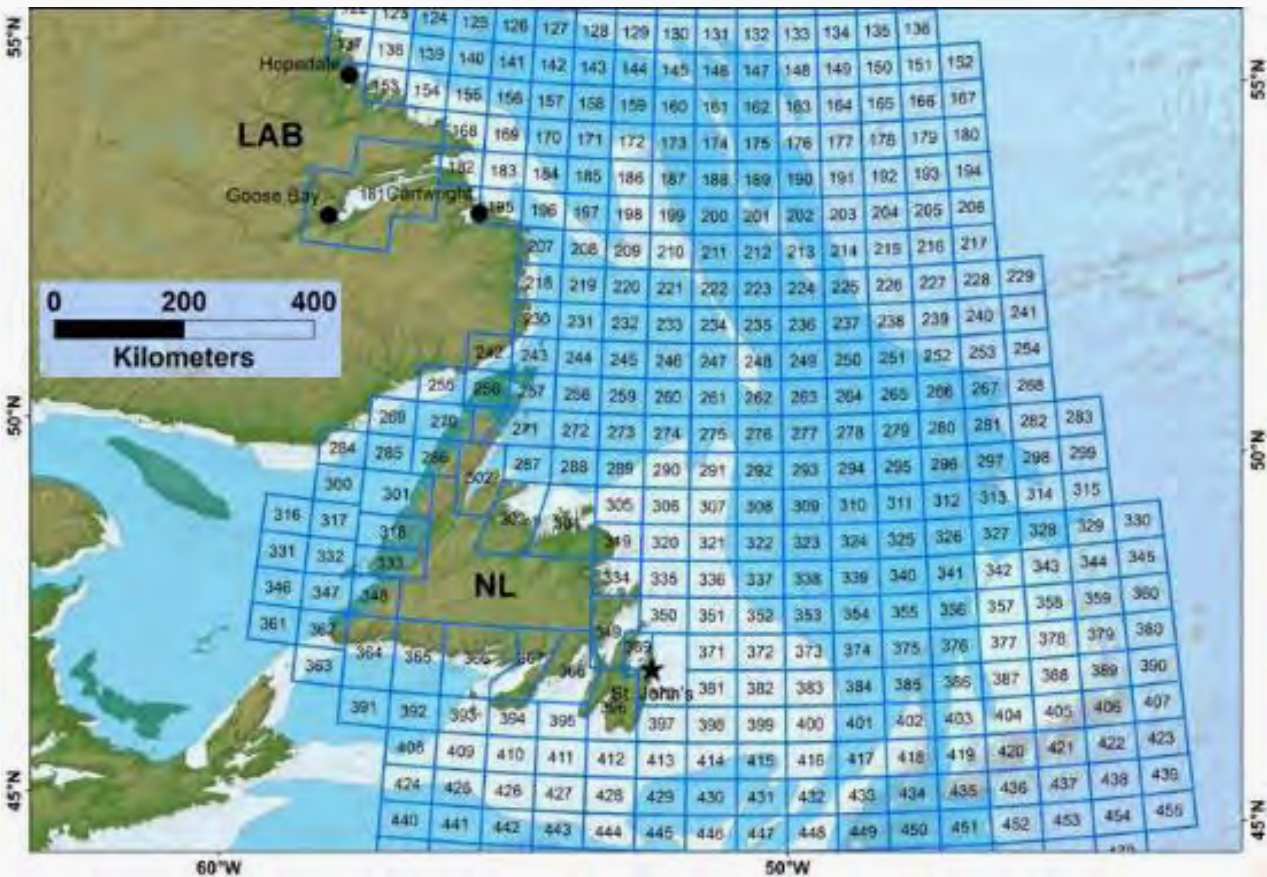 123 124 125 126 127 128 129 130 131 132 133 134 135 136
55°N
137 138 139 140 141 142 143 144 145 146 147 148 149 150 151 152
Hopedale
55°N
153 154 155 156 157 158 159 160 161 162 163 164 165 166 167
LAB
168 169 170 171 172 173 174 175 176 177 178 179 180
182 183 184 185 186 187 188 189 190 191 192 193 194
Goose Bay 181 Cartwright
195 196 197 198 199 200 201 202 203 204 205 206
207 208 209 210 211 212 213 214 215 216 217
218 219 220 221 222 223 224 225 226 227 228 229
0 200 400
Kilometers
230 231 232 233 234 235 236 237 238 239 240 241
242 243 244 245 246 247 248 249 250 251 252 253 254
255 256 257 258 259 260 261 262 263 264 265 266 267 268
50°N
269 270 271 272 273 274 275 276 277 278 279 280 281 282 283
50°N
284 285 286 287 288 289 290 291 292 293 294 295 296 297 298 299
300 301 302 305 306 307 308 309 310 311 312 313 314 315
316 317 318 319 320 321 322 323 324 325 326 327 328 329 330
331 332 333 334 335 336 337 338 339 340 341 342 343 344 345
NL
346 347 348 349 350 351 352 353 354 355 356 357 358 359 360
361 362 363 364 365 366 367 368 369 371 372 373 374 375 376 377 378 379 380
St. John's
381 382 383 384 385 386 387 388 389 390
391 392 393 394 395 396 397 398 399 400 401 402 403 404 405 406 407
408 409 410 411 412 413 414 415 416 417 418 419 420 421 422 423
45°N
424 425 426 427 428 429 430 431 432 433 434 435 436 437 438 439
45°N
440 441 442 443 444 445 446 447 448 449 450 451 452 453 454 455
60°W 50°W